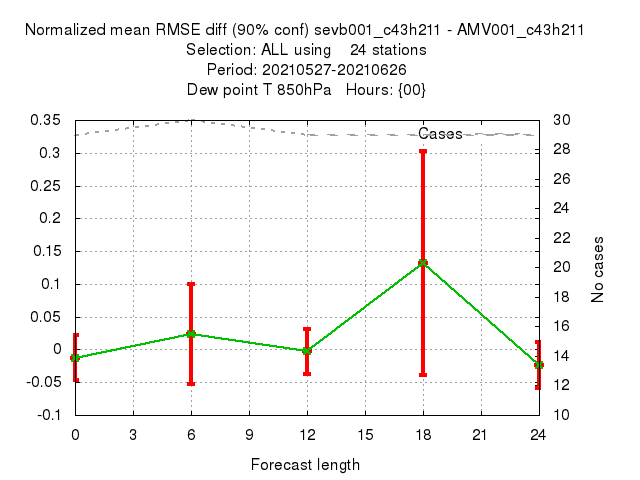 Normalized mean RMSE diff (90% conf) sevb001_c43h211 - AMV001_c43h211
Selection: ALL using    24 stations
Period: 20210527-20210626
Dew point T 850hPa   Hours: {00}
Cases
0.35
0.3
0.25
0.2
0.15
0.1
0.05
0
-0.05
-0.1
30
28
26
24
22
20
18
16
14
12
10
No cases
0 3 6 9 12 15 18 21 24
Forecast length